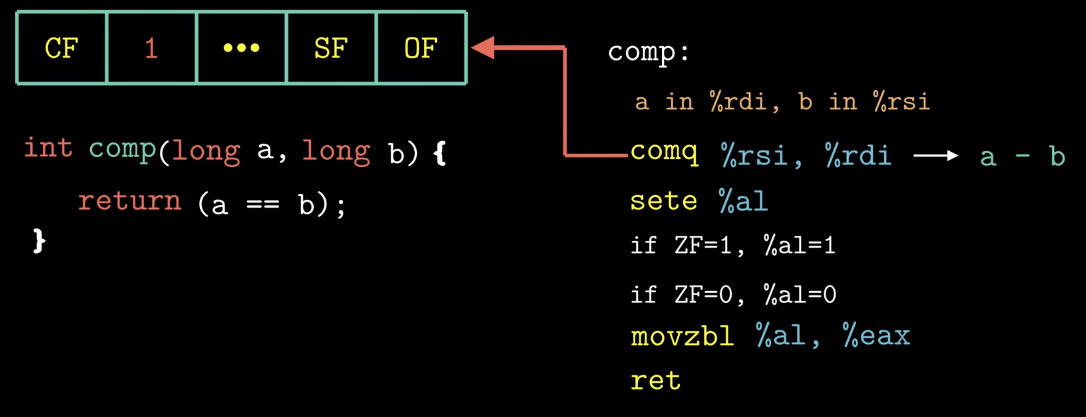 CF 1 ••• SF OF
int comp(long a, long b) {
return (a == b);
}
comp:
a in %rdi, b in %rsi
comq %rsi, %rdi → a - b
sete %al
if ZF=1, %al=1
if ZF=0, %al=0
movzbl %al, %eax
ret